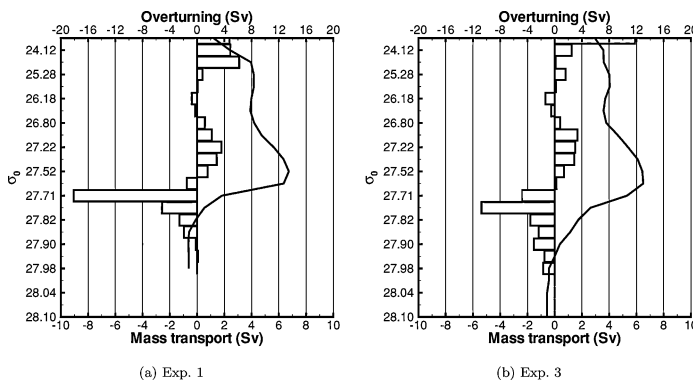 Overturning (Sv)
-20 -16 -12 -8 -4 0 4 8 12 16 20
24.12
25.28
26.18
26.80
27.22
27.52
27.71
27.82
27.90
27.98
28.04
28.10
σ0
-10 -8 -6 -4 -2 0 2 4 6 8 10
Mass transport (Sv)
(a) Exp. 1
Overturning (Sv)
-20 -16 -12 -8 -4 0 4 8 12 16 20
24.12
25.28
26.18
26.80
27.22
27.52
27.71
27.82
27.90
27.98
28.04
28.10
σ0
-10 -8 -6 -4 -2 0 2 4 6 8 10
Mass transport (Sv)
(b) Exp. 3